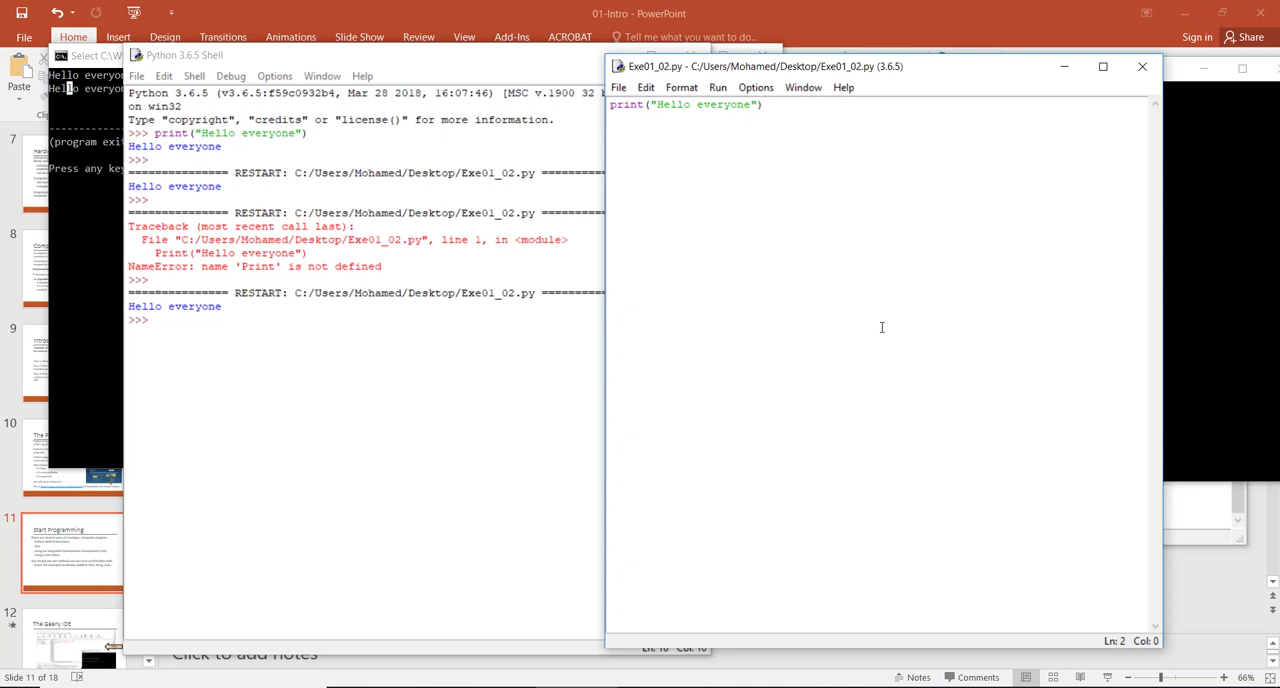 01-Intro - PowerPoint
File Home Insert Design Transitions Animations Slide Show Review View Add-Ins ACROBAT Tell me what you want to do... Sign in Share
Paste
Select C:\W
Hello everyon
Hello everyon
(program exi
Press any key
Python 3.6.5 Shell
File Edit Shell Debug Options Window Help
Python 3.6.5 (v3.6.5:f59c0932b4, Mar 28 2018, 16:07:46) [MSC v.1900 32 b
on win32
Type "copyright", "credits" or "license()" for more information.
>>> print("Hello everyone")
Hello everyone
>>>
=============== RESTART: C:/Users/Mohamed/Desktop/Exe01_02.py =========
Hello everyone
>>>
=============== RESTART: C:/Users/Mohamed/Desktop/Exe01_02.py =========
Traceback (most recent call last):
File "C:/Users/Mohamed/Desktop/Exe01_02.py", line 1, in <module>
Print("Hello everyone")
NameError: name 'Print' is not defined
>>>
=============== RESTART: C:/Users/Mohamed/Desktop/Exe01_02.py =========
Hello everyone
>>>
Exe01_02.py - C:/Users/Mohamed/Desktop/Exe01_02.py (3.6.5)
File Edit Format Run Options Window Help
print("Hello everyone")
Ln: 2 Col: 0
7
8
9
10
11
Start Programming
12
The Geany IDE
Click to add notes
Slide 11 of 18
Notes Comments 66%